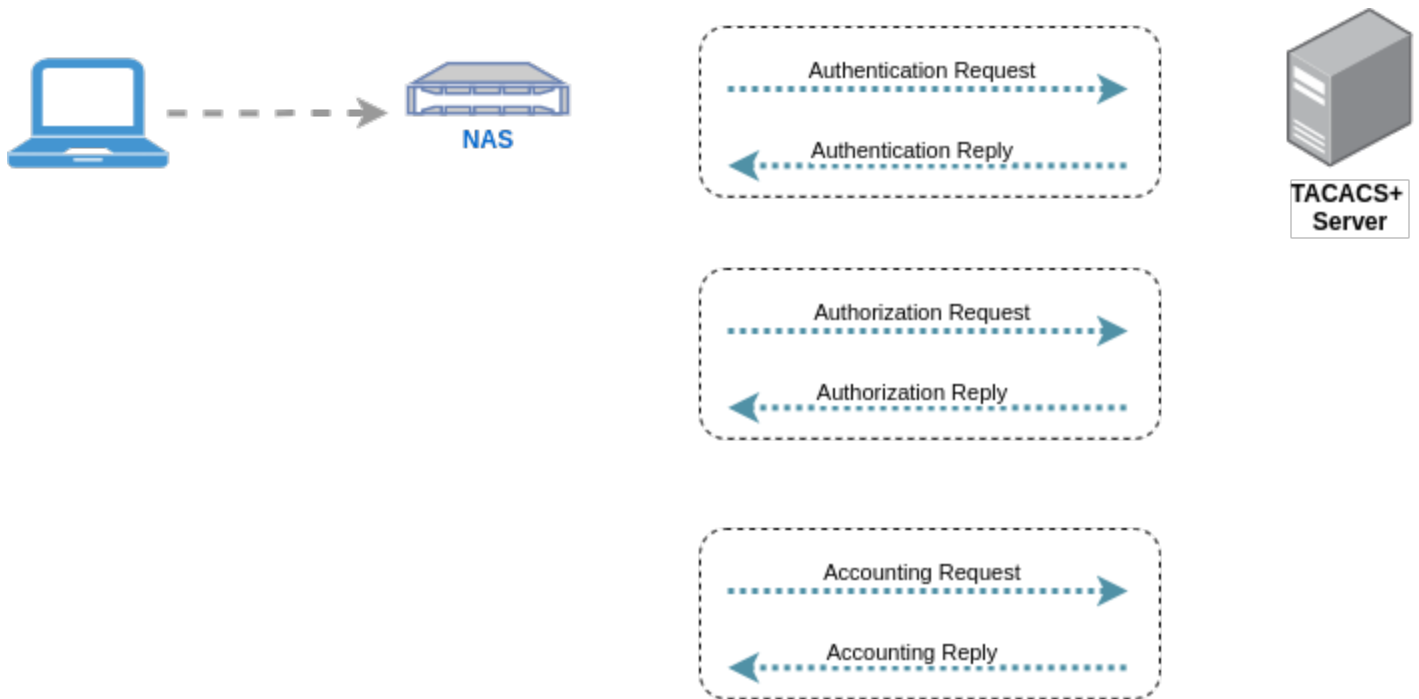 Authentication Request
NAS
Authentication Reply
TACACS+
Server
Authorization Request
Authorization Reply
Accounting Request
Accounting Reply